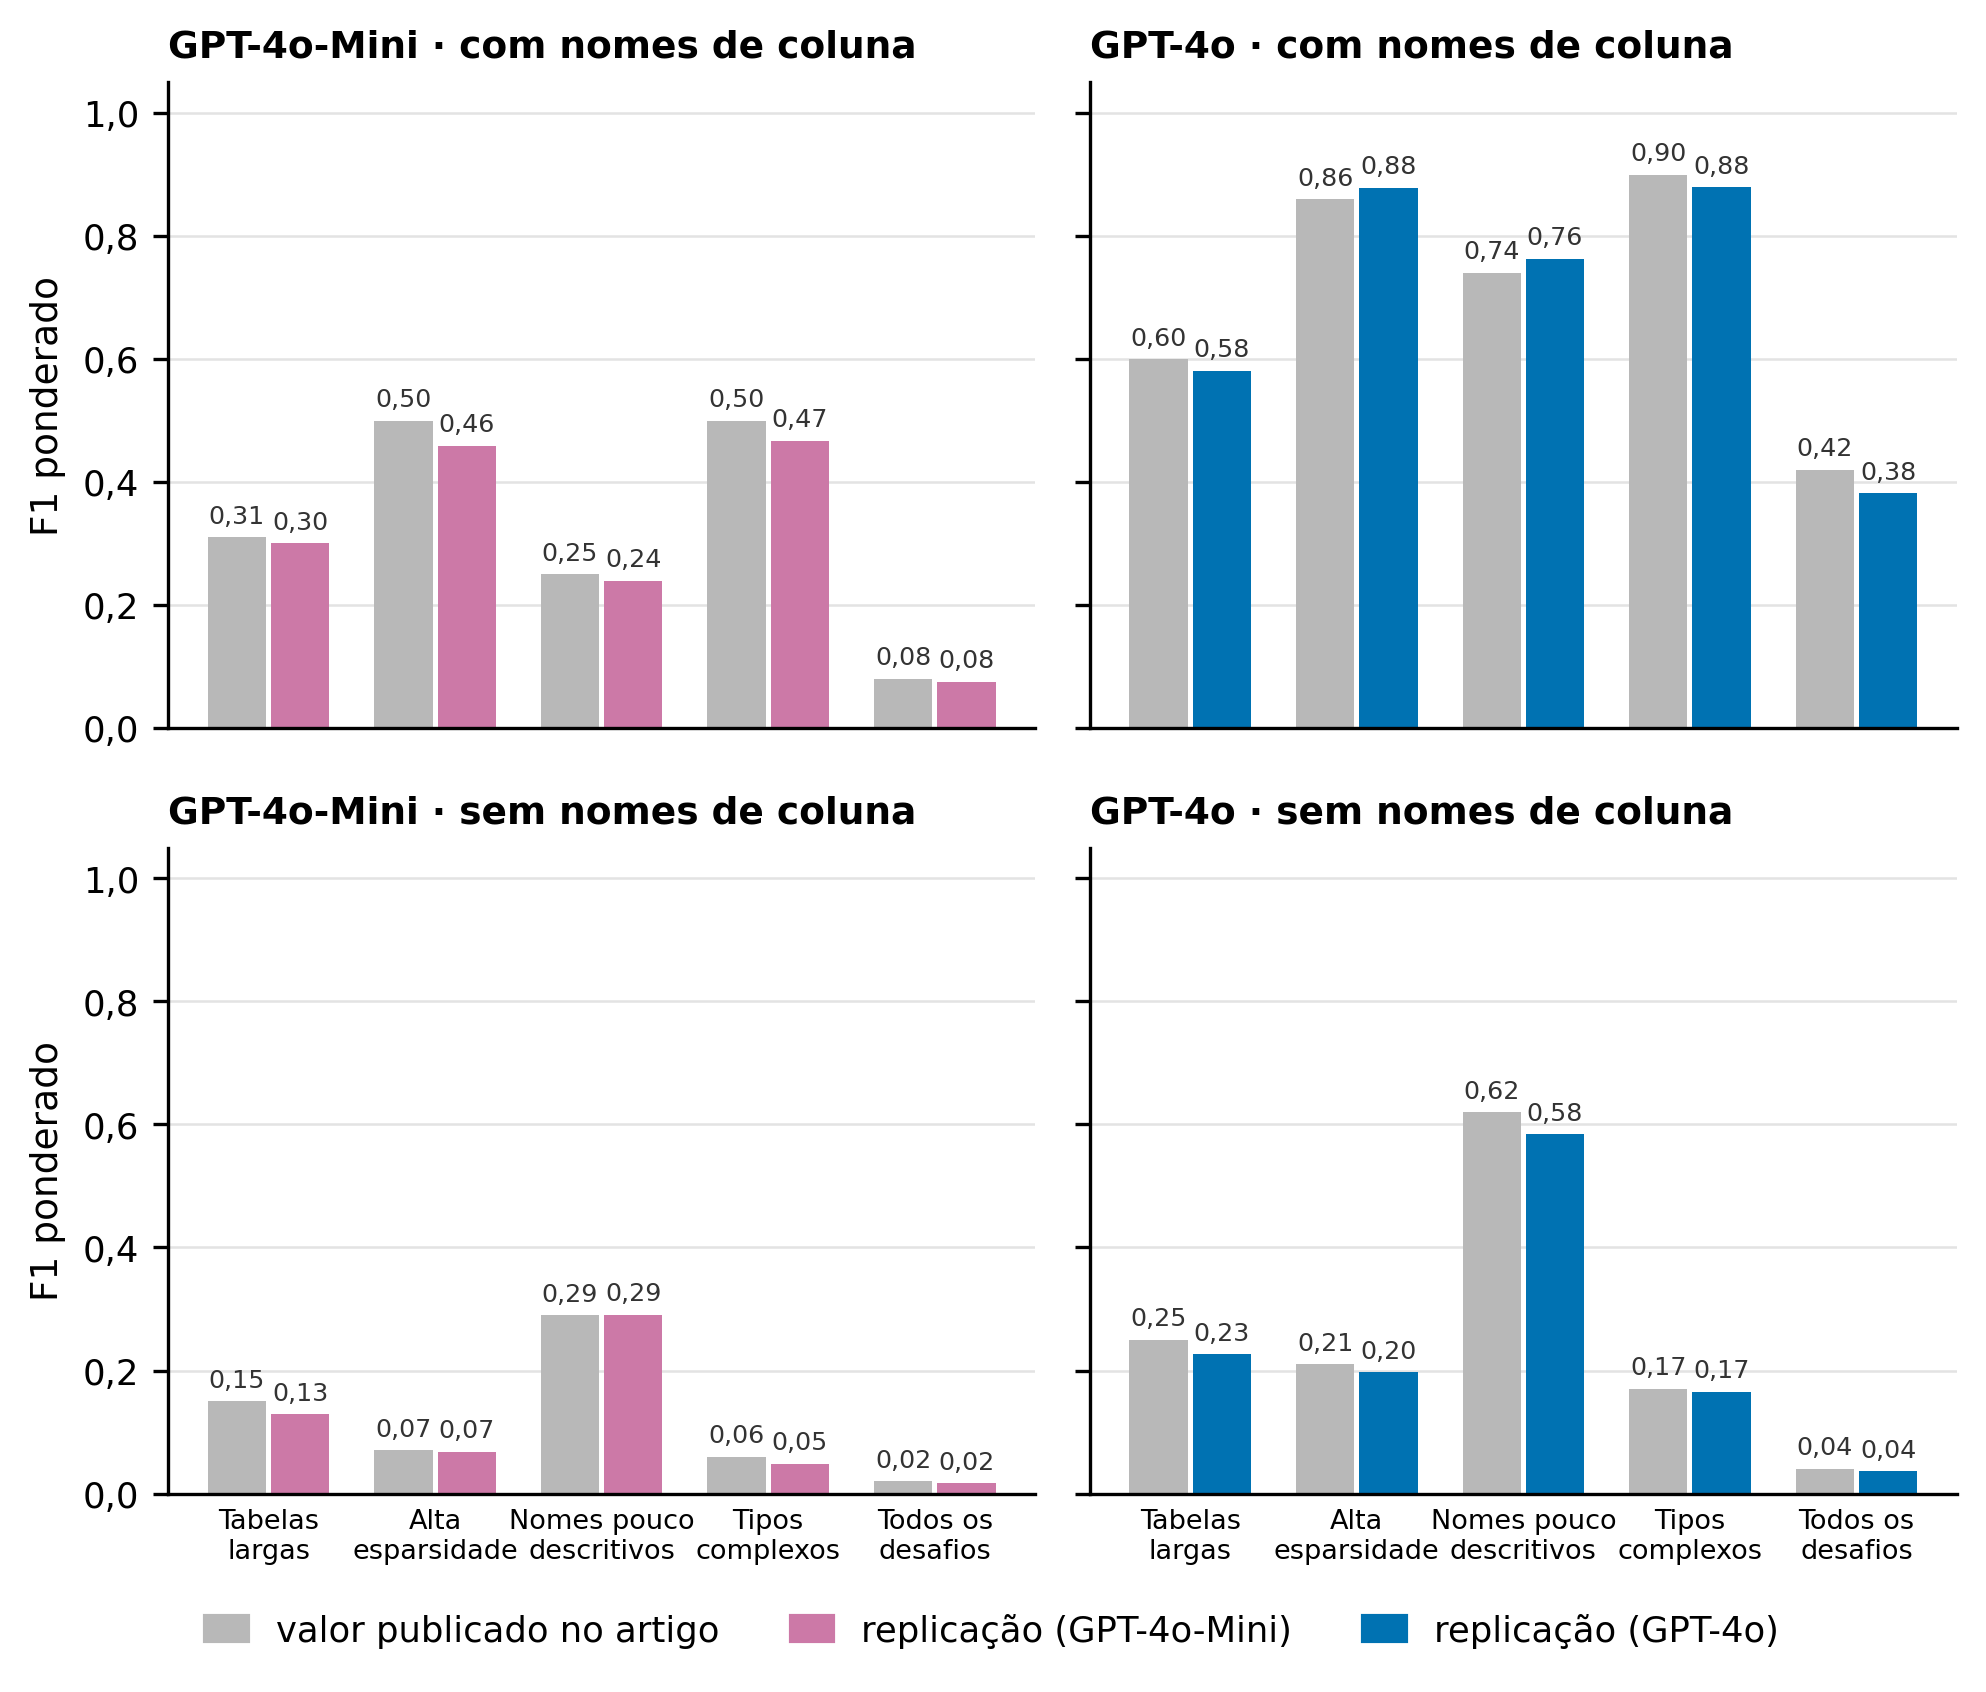 GPT-4o-Mini · com nomes de coluna
F1 ponderado
1,0
0,8
0,6
0,4
0,2
0,0
0,31 0,30
0,50 0,46
0,25 0,24
0,50 0,47
0,08 0,08
GPT-4o · com nomes de coluna
0,60 0,58
0,86 0,88
0,74 0,76
0,90 0,88
0,42 0,38
GPT-4o-Mini · sem nomes de coluna
F1 ponderado
1,0
0,8
0,6
0,4
0,2
0,0
0,15 0,13
0,07 0,07
0,29 0,29
0,06 0,05
0,02 0,02
Tabelas
largas
Alta
esparsidade
Nomes pouco
descritivos
Tipos
complexos
Todos os
desafios
GPT-4o · sem nomes de coluna
0,25 0,23
0,21 0,20
0,62 0,58
0,17 0,17
0,04 0,04
Tabelas
largas
Alta
esparsidade
Nomes pouco
descritivos
Tipos
complexos
Todos os
desafios
valor publicado no artigo
replicação (GPT-4o-Mini)
replicação (GPT-4o)